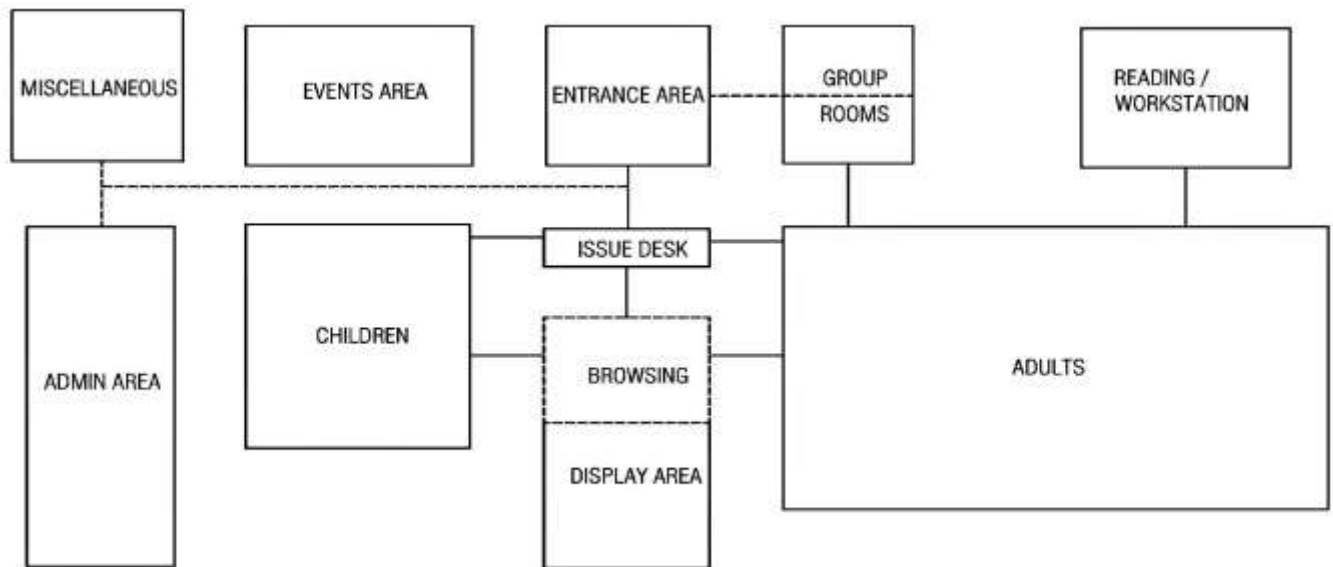 MISCELLANEOUS
EVENTS AREA
ENTRANCE AREA
GROUP
ROOMS
READING /
WORKSTATION
ISSUE DESK
CHILDREN
BROWSING
ADULTS
ADMIN AREA
DISPLAY AREA